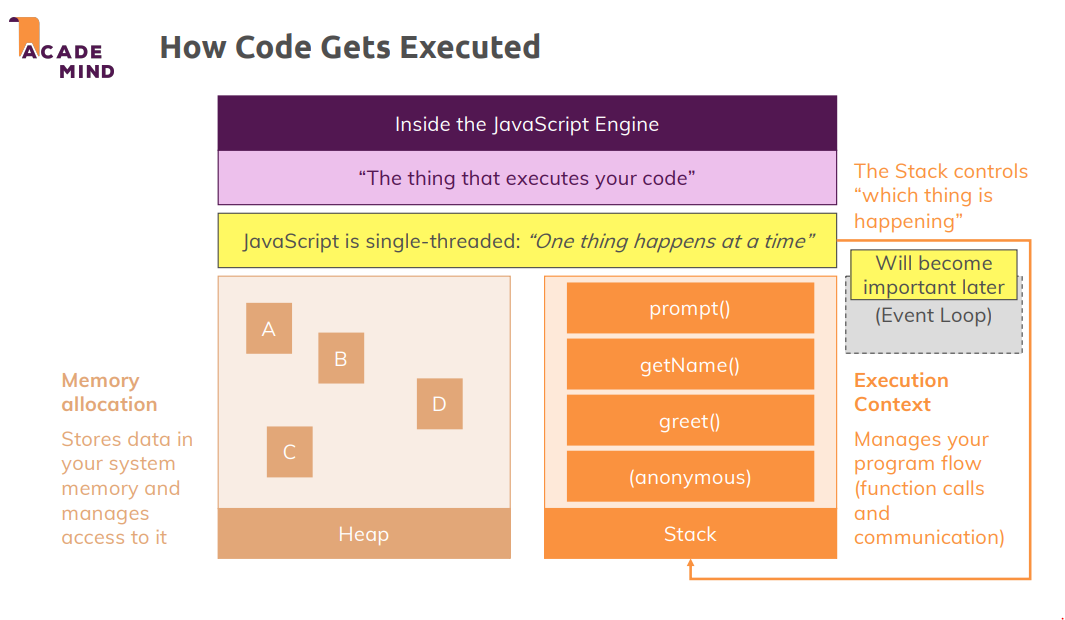 ACADE
MIND
How Code Gets Executed
Inside the JavaScript Engine
“The thing that executes your code”
JavaScript is single-threaded: “One thing happens at a time”
The Stack controls
“which thing is
happening”
Will become
important later
(Event Loop)
A
B
D
C
Heap
Memory
allocation
Stores data in
your system
memory and
manages
access to it
prompt()
getName()
greet()
(anonymous)
Stack
Execution
Context
Manages your
program flow
(function calls
and
communication)